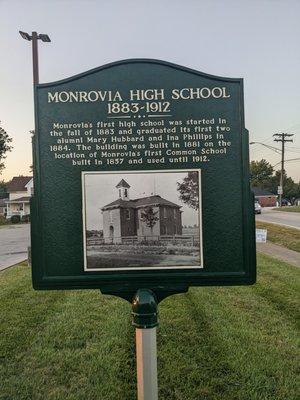 MONROVIA HIGH SCHOOL
1883-1912
Monrovia's first high school was started in
the fall of 1883 and graduated its first two
alumni Mary Hubbard and Ina Phillips in
1884. The building was built in 1881 on the
location of Monrovia's first Common School
built in 1857 and used until 1912.